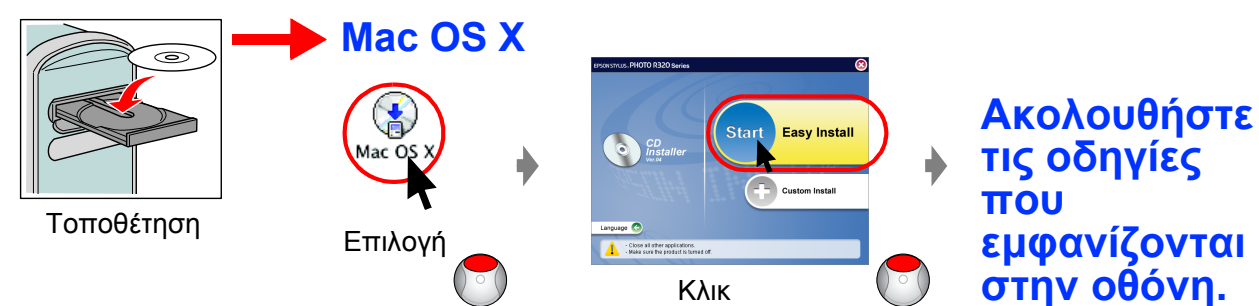 Mac OS X
Τοποθέτηση
Mac OS X
Επιλογή
EPSON STYLUS PHOTO R320 Series
CD
Installer
Ver.04
Start
Easy Install
Custom Install
Language
- Close all other applications.
- Make sure the product is turned off.
Κλικ
Ακολουθήστε
τις οδηγίες
που
εμφανίζονται
στην οθόνη.